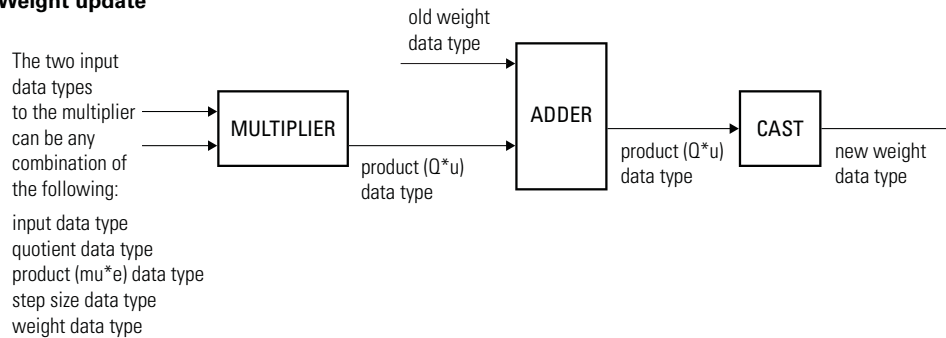 Weight update
The two input
data types
to the multiplier
can be any
combination of
the following:
input data type
quotient data type
product (mu*e) data type
step size data type
weight data type
MULTIPLIER
product (Q*u)
data type
old weight
data type
ADDER
product (Q*u)
data type
CAST
new weight
data type